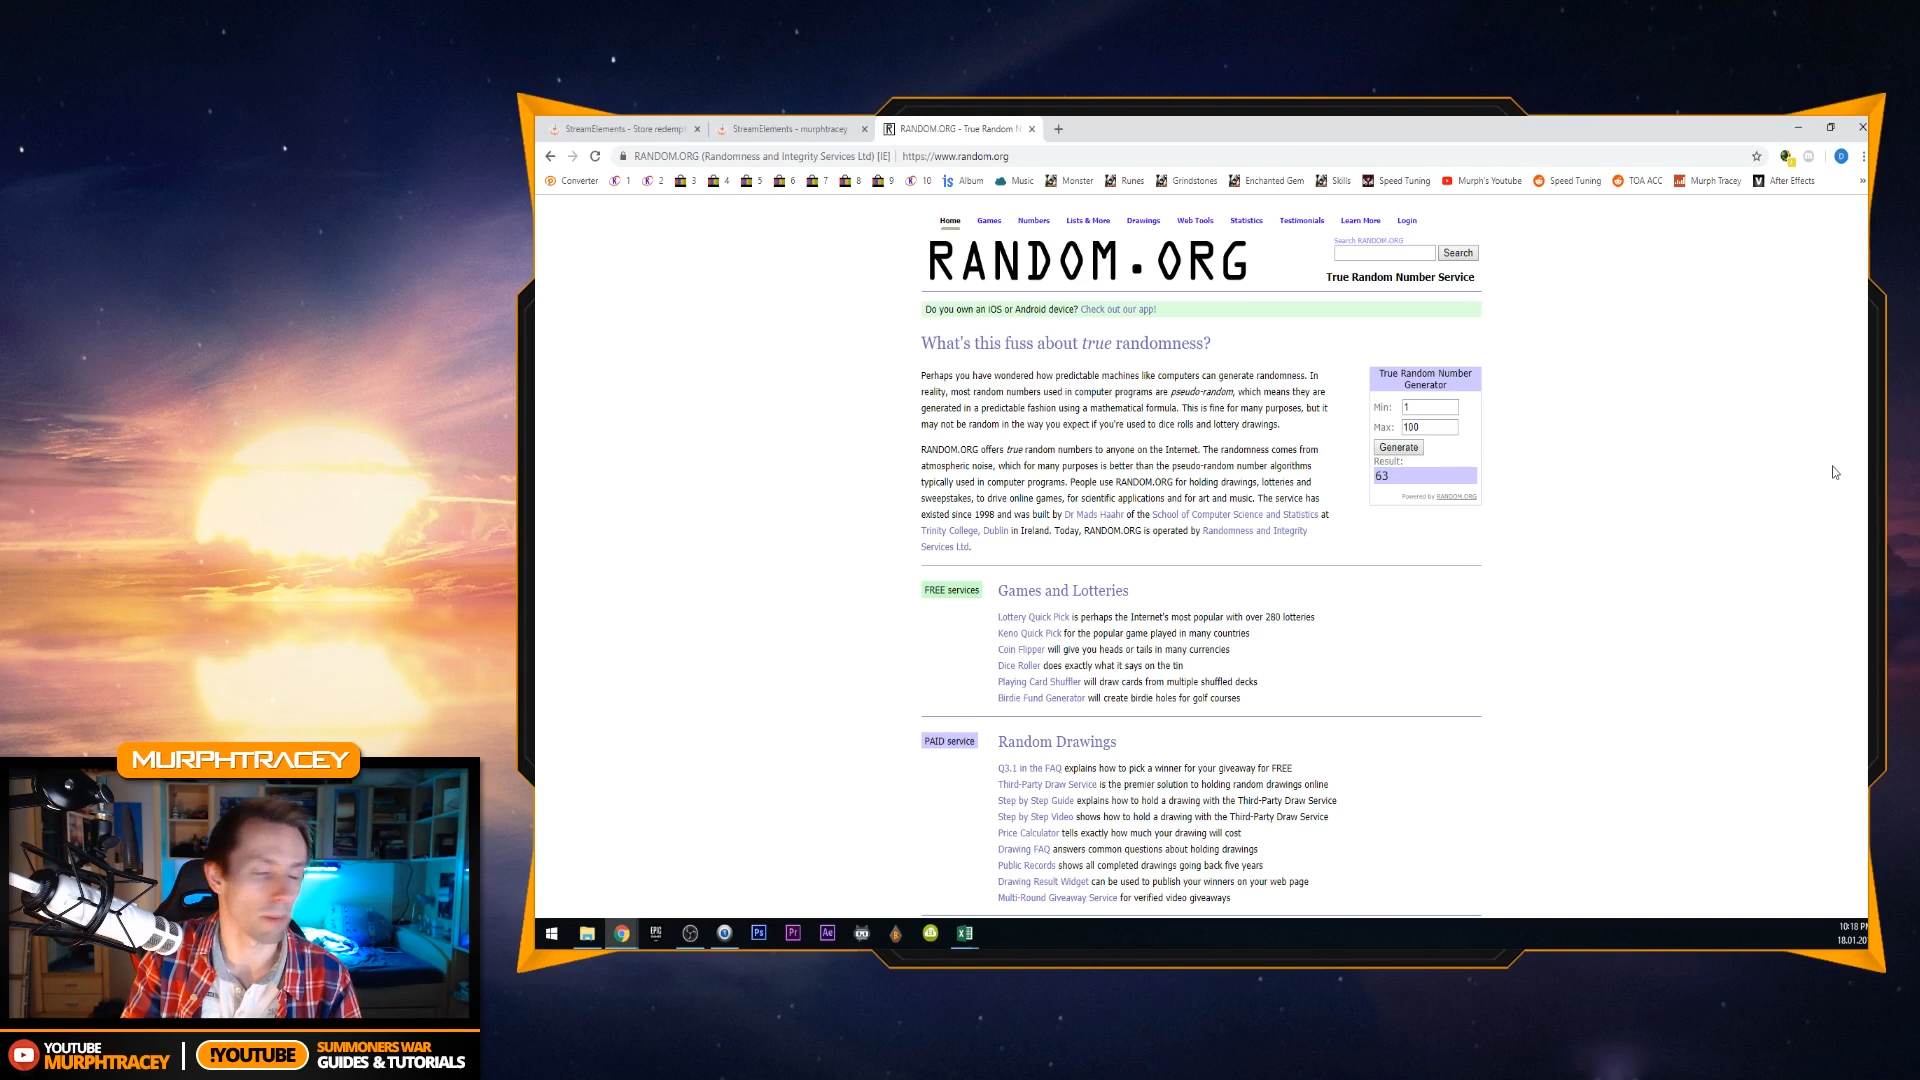 StreamElements - Store redempt
StreamElements - murphtracey
RANDOM.ORG - True Random N
RANDOM.ORG (Randomness and Integrity Services Ltd) [IE] | https://www.random.org
Converter 1 2 3 4 5 6 7 8 9 10 Album Music Monster Runes Grindstones Enchanted Gem Skills Speed Tuning Murph's Youtube Speed Tuning TOA ACC Murph Tracey After Effects »
Home Games Numbers Lists & More Drawings Web Tools Statistics Testimonials Learn More Login
RANDOM.ORG
Search RANDOM.ORG
Search
True Random Number Service
Do you own an iOS or Android device? Check out our app!
What's this fuss about true randomness?
Perhaps you have wondered how predictable machines like computers can generate randomness. In
reality, most random numbers used in computer programs are pseudo-random, which means they are
generated in a predictable fashion using a mathematical formula. This is fine for many purposes, but it
may not be random in the way you expect if you're used to dice rolls and lottery drawings.
RANDOM.ORG offers true random numbers to anyone on the Internet. The randomness comes from
atmospheric noise, which for many purposes is better than the pseudo-random number algorithms
typically used in computer programs. People use RANDOM.ORG for holding drawings, lotteries and
sweepstakes, to drive online games, for scientific applications and for art and music. The service has
existed since 1998 and was built by Dr Mads Haahr of the School of Computer Science and Statistics at
Trinity College, Dublin in Ireland. Today, RANDOM.ORG is operated by Randomness and Integrity
Services Ltd.
True Random Number
Generator
Min: 1
Max: 100
Generate
Result:
63
Powered by RANDOM.ORG
FREE services
Games and Lotteries
Lottery Quick Pick is perhaps the Internet's most popular with over 280 lotteries
Keno Quick Pick for the popular game played in many countries
Coin Flipper will give you heads or tails in many currencies
Dice Roller does exactly what it says on the tin
Playing Card Shuffler will draw cards from multiple shuffled decks
Birdie Fund Generator will create birdie holes for golf courses
PAID service
Random Drawings
Q3.1 in the FAQ explains how to pick a winner for your giveaway for FREE
Third-Party Draw Service is the premier solution to holding random drawings online
Step by Step Guide explains how to hold a drawing with the Third-Party Draw Service
Step by Step Video shows how to hold a drawing with the Third-Party Draw Service
Price Calculator tells exactly how much your drawing will cost
Drawing FAQ answers common questions about holding drawings
Public Records shows all completed drawings going back five years
Drawing Result Widget can be used to publish your winners on your web page
Multi-Round Giveaway Service for verified video giveaways
EPIC Ps Pr Ae
10:18 PM
18.01.20
MURPHTRACEY
YOUTUBE
MURPHTRACEY
!YOUTUBE
SUMMONERS WAR
GUIDES & TUTORIALS